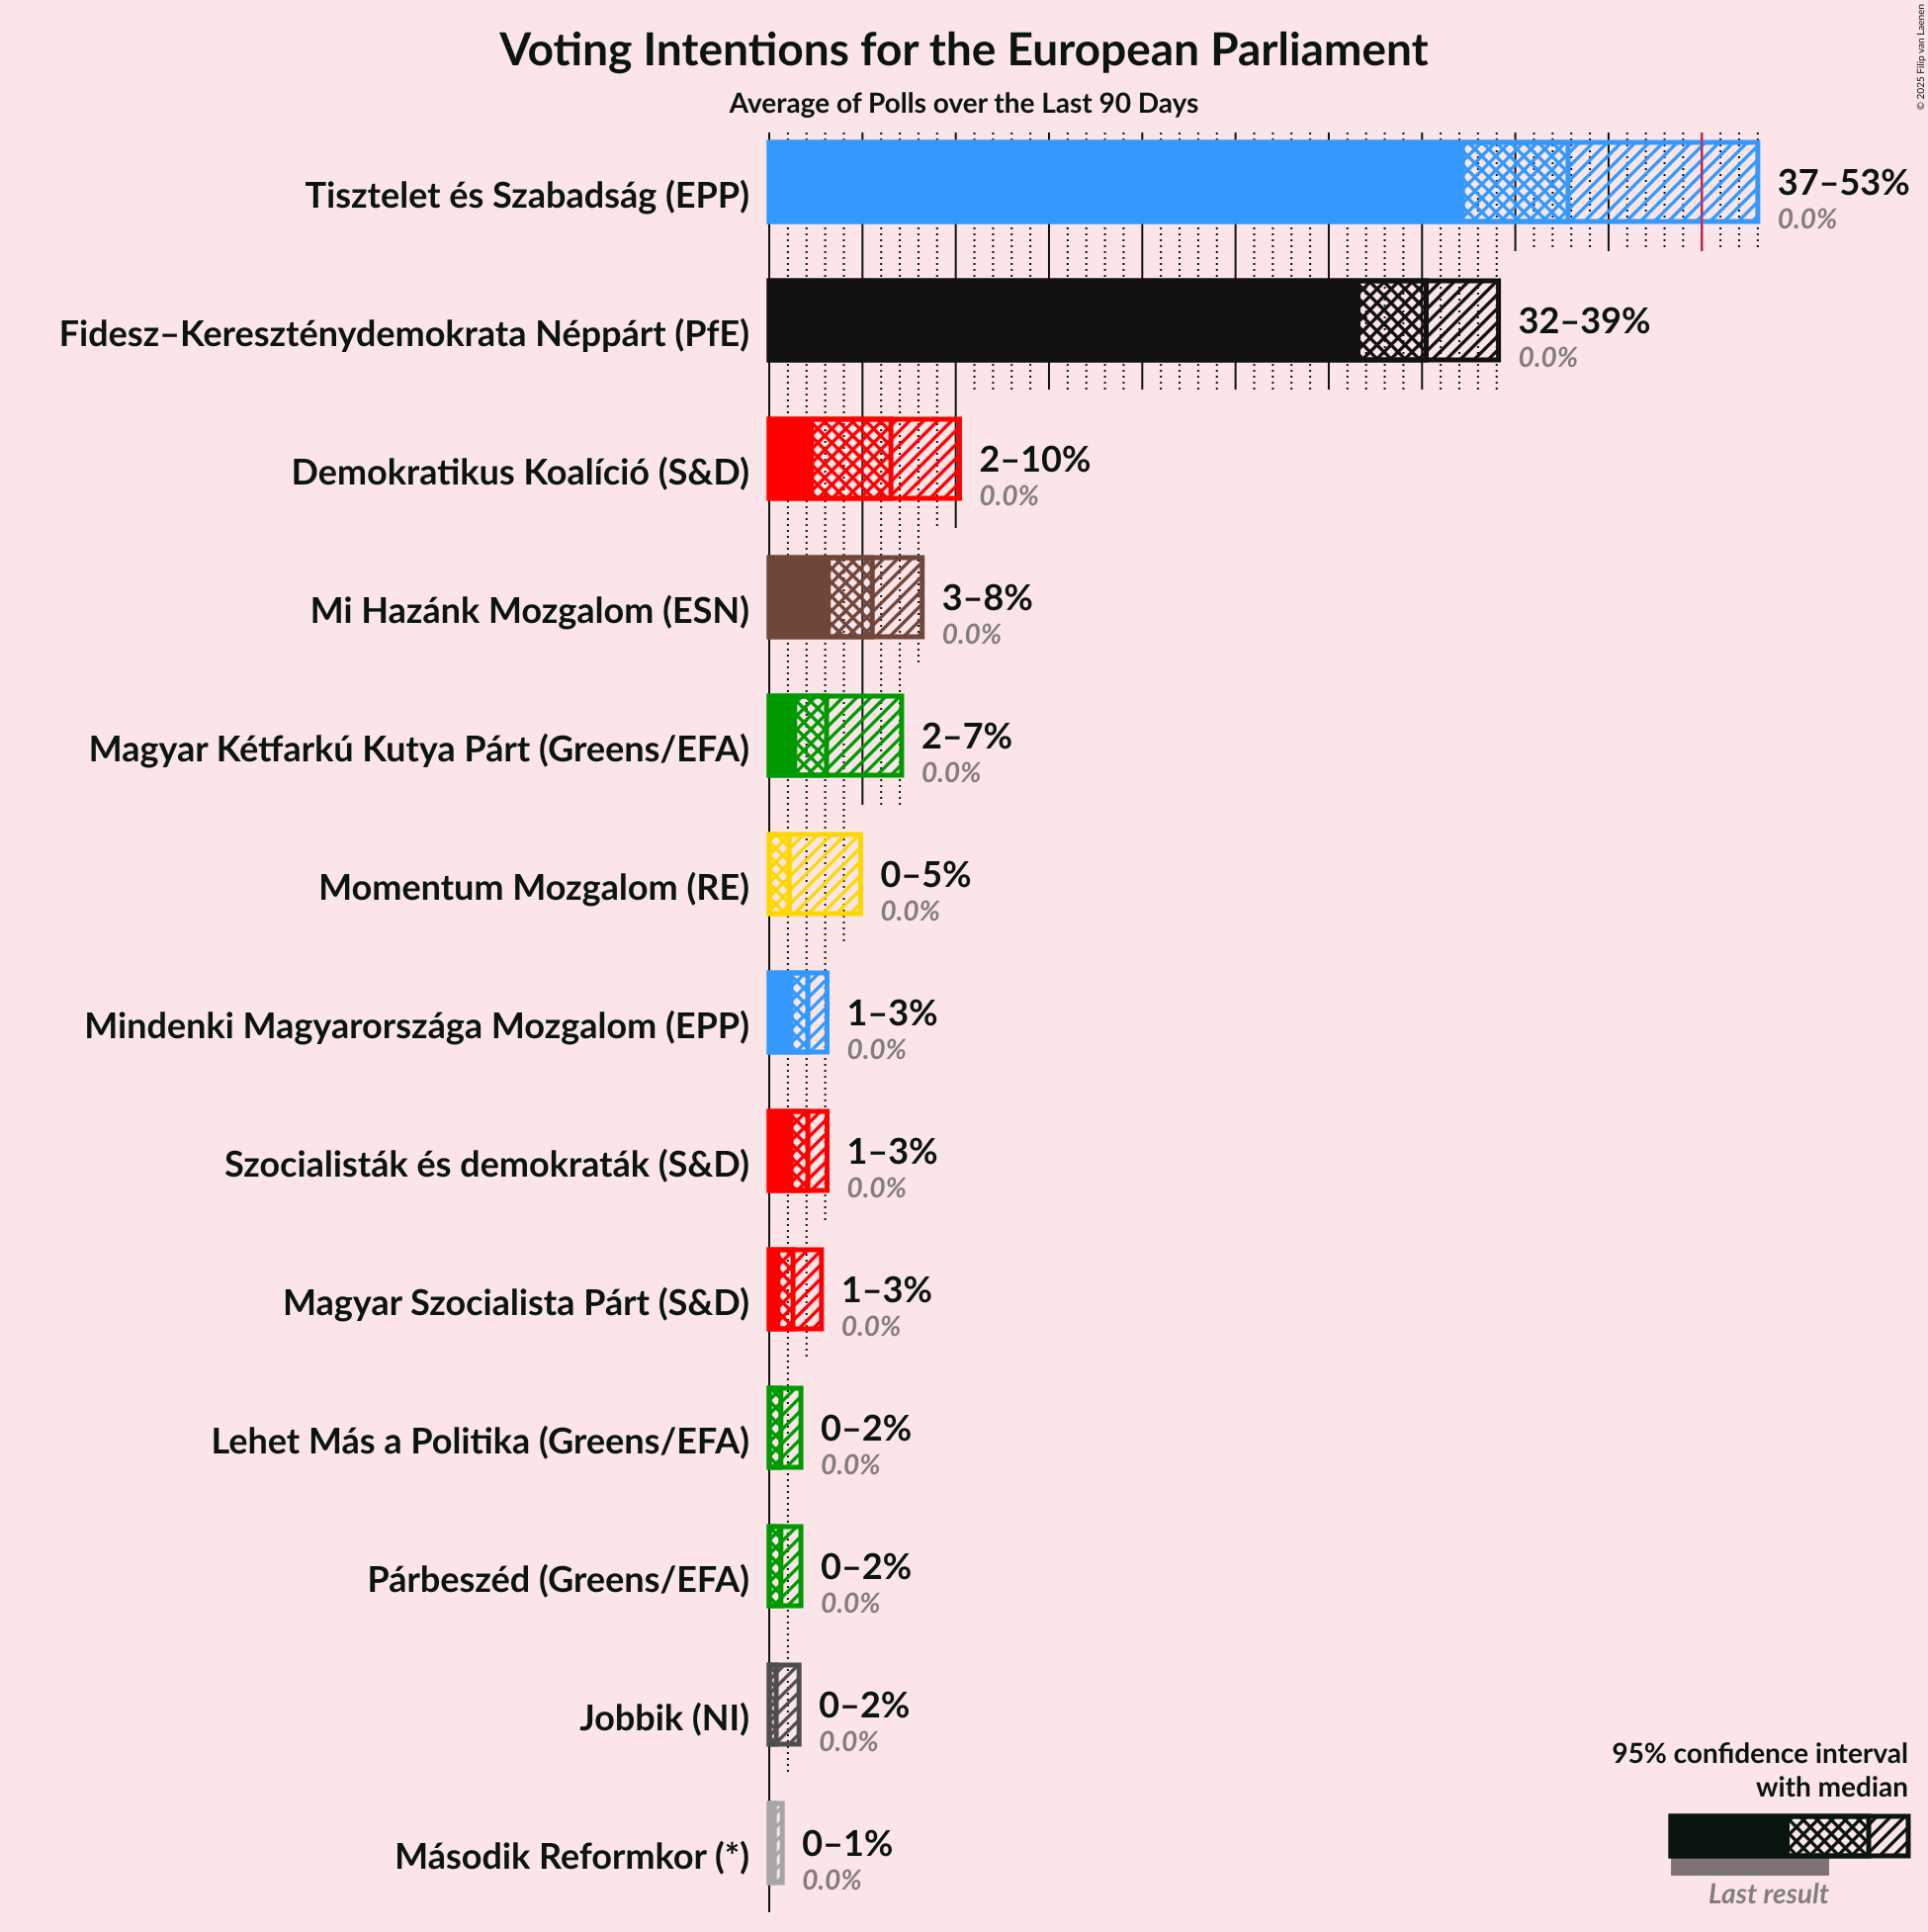 Voting Intentions for the European Parliament
Average of Polls over the Last 90 Days
© 2025 Filip van Laenen
Tisztelet és Szabadság (EPP)
37–53%
0.0%
Fidesz–Kereszténydemokrata Néppárt (PfE)
32–39%
0.0%
Demokratikus Koalíció (S&D)
2–10%
0.0%
Mi Hazánk Mozgalom (ESN)
3–8%
0.0%
Magyar Kétfarkú Kutya Párt (Greens/EFA)
2–7%
0.0%
Momentum Mozgalom (RE)
0–5%
0.0%
Mindenki Magyarországa Mozgalom (EPP)
1–3%
0.0%
Szocialisták és demokraták (S&D)
1–3%
0.0%
Magyar Szocialista Párt (S&D)
1–3%
0.0%
Lehet Más a Politika (Greens/EFA)
0–2%
0.0%
Párbeszéd (Greens/EFA)
0–2%
0.0%
Jobbik (NI)
0–2%
0.0%
Második Reformkor (*)
0–1%
0.0%
95% confidence interval
with median
Last result